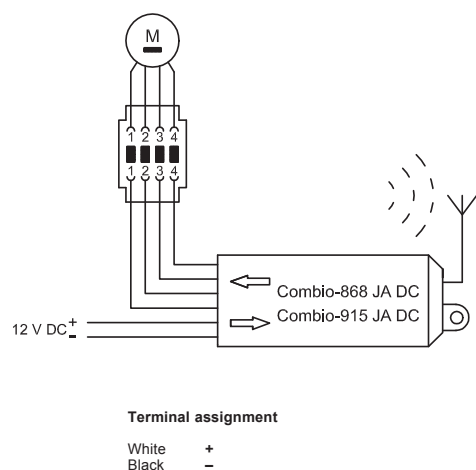 M
1 2 3 4
1 2 3 4
Combio-868 JA DC
Combio-915 JA DC
12 V DC + -
Terminal assignment
White +
Black -